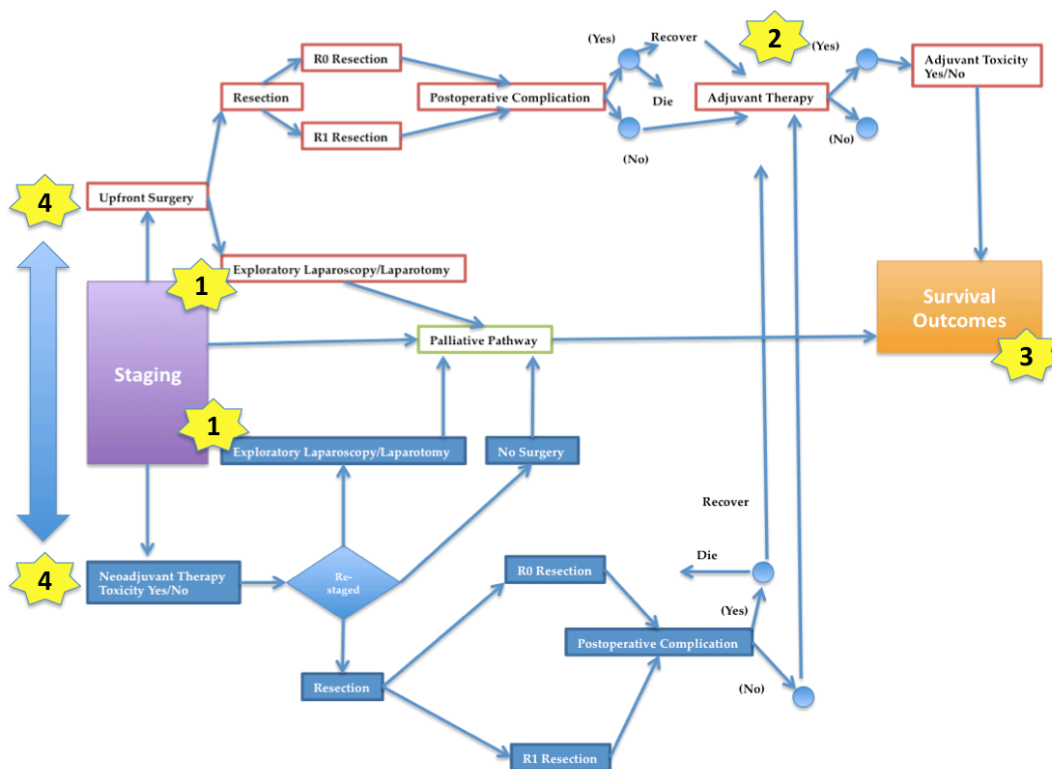 2
(Yes)
Recover
(Yes)
R0 Resection
Adjuvant Toxicity
Yes/No
Resection
Postoperative Complication
Die
Adjuvant Therapy
R1 Resection
(No)
(No)
4
Upfront Surgery
1
Exploratory Laparoscopy/Laparotomy
Survival
Outcomes
Palliative Pathway
3
Staging
1
Exploratory Laparoscopy/Laparotomy
No Surgery
Recover
Die
4
Neoadjuvant Therapy
Toxicity Yes/No
Re-
staged
R0 Resection
(Yes)
Postoperative Complication
Resection
(No)
R1 Resection